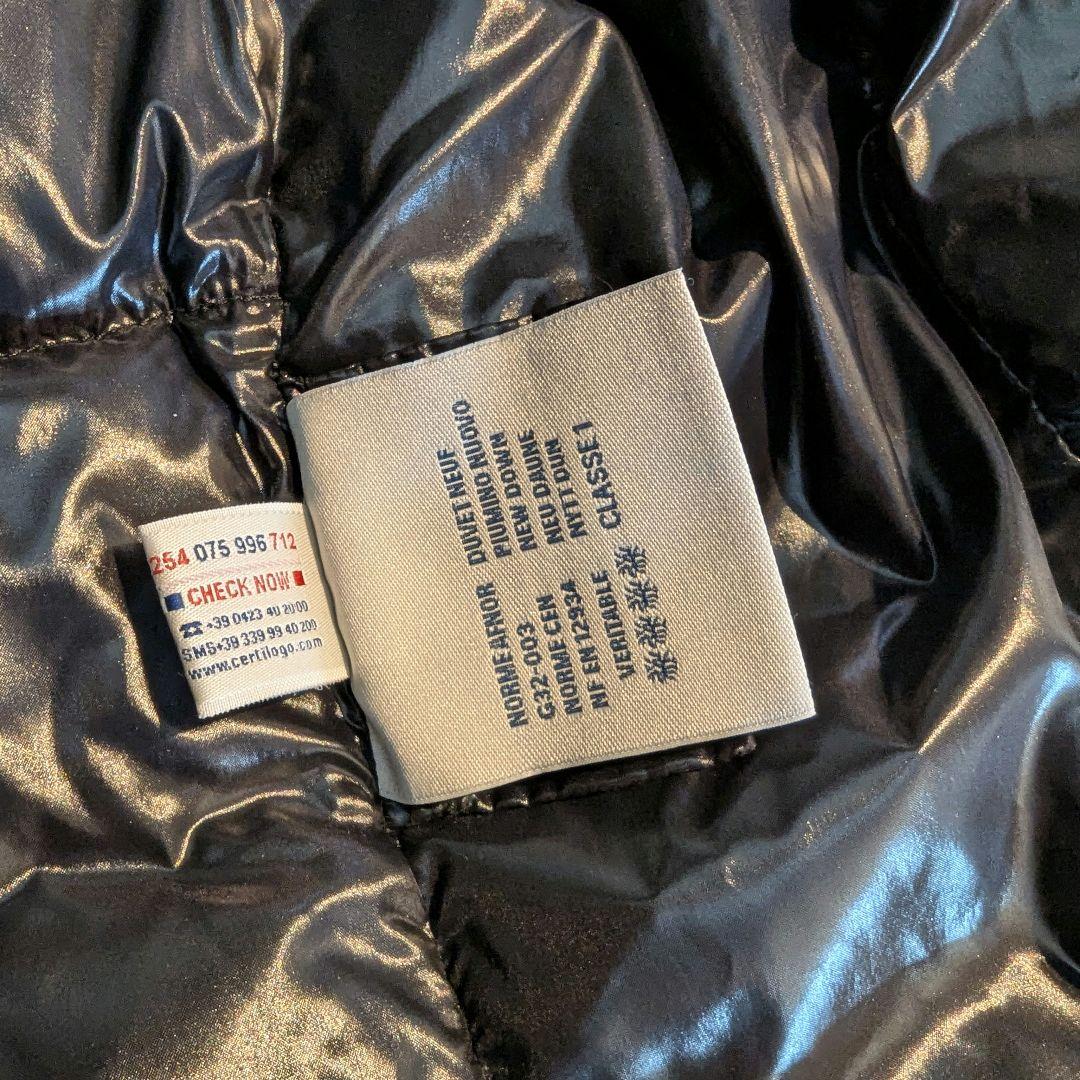 254 075 996 712
CHECK NOW
☎ +39 0423 40 2000
SMS+39 339 99 40 200
www.certilogo.com
NORME AFNOR DUVET NEUF
G32-003 PIUMINO NUOVO
NORME CEN NEW DOWN
NF EN 1293A NEU DAUNE
VERITABLE NYTT DUN
CLASSE 1